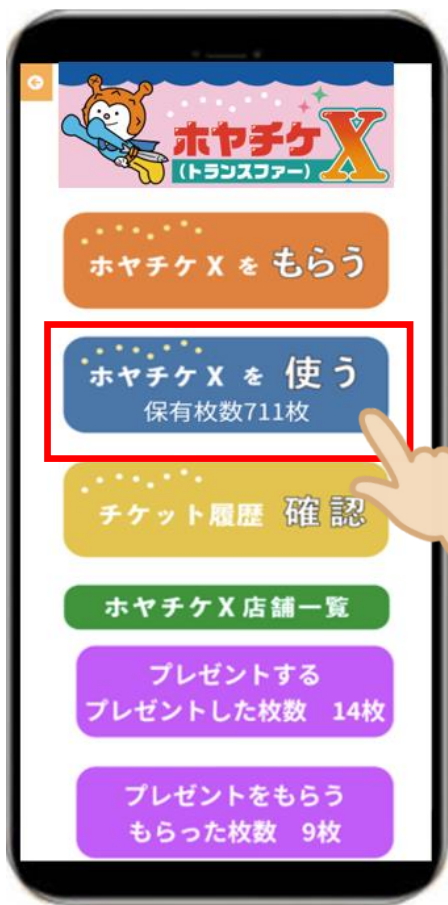 ホヤチケX
(トランスファー)
ホヤチケX を もらう
ホヤチケX を 使う
保有枚数711枚
チケット履歴 確認
ホヤチケX店舗一覧
プレゼントする
プレゼントした枚数 14枚
プレゼントをもらう
もらった枚数 9枚